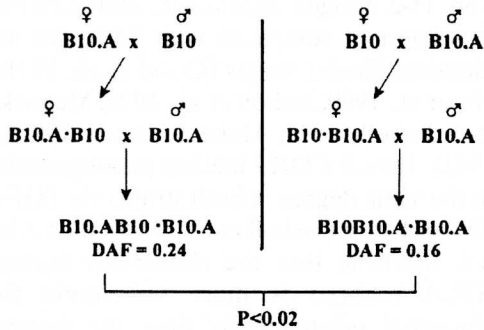 ♀ ♂
B10.A x B10
♀ ♂
B10.A·B10 x B10.A
B10.AB10·B10.A
DAF = 0.24
♀ ♂
B10 x B10.A
♀ ♂
B10·B10.A x B10.A
B10B10.A·B10.A
DAF = 0.16
P<0.02